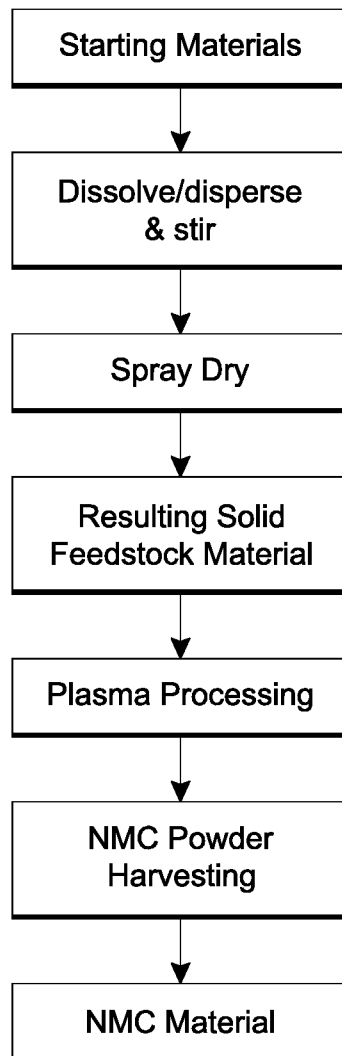 Starting Materials
Dissolve/disperse
& stir
Spray Dry
Resulting Solid
Feedstock Material
Plasma Processing
NMC Powder
Harvesting
NMC Material